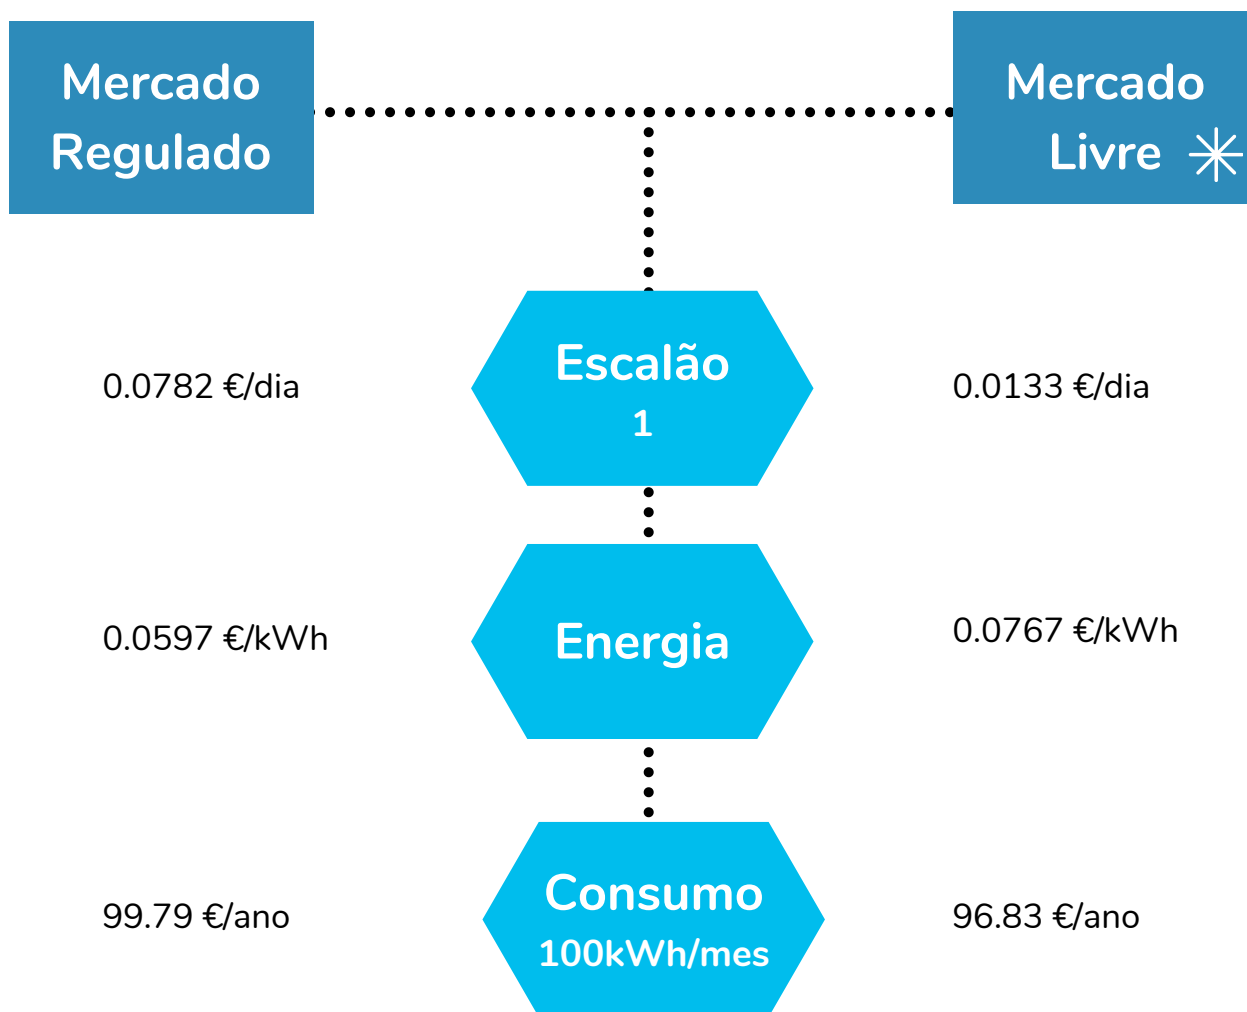 Mercado
Regulado
Mercado
Livre
0.0782 €/dia
Escalão
1
0.0133 €/dia
0.0597 €/kWh
Energia
0.0767 €/kWh
99.79 €/ano
Consumo
100kWh/mes
96.83 €/ano